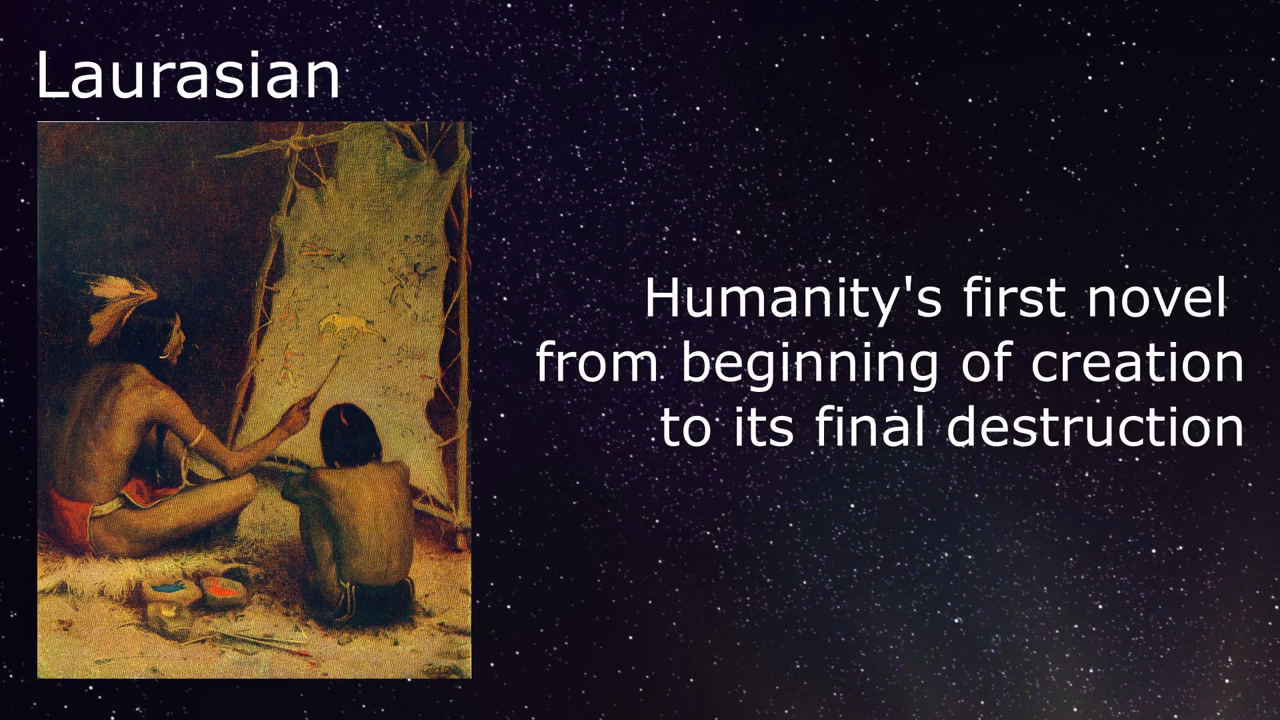 Laurasian
Humanity's first novel
from beginning of creation
to its final destruction